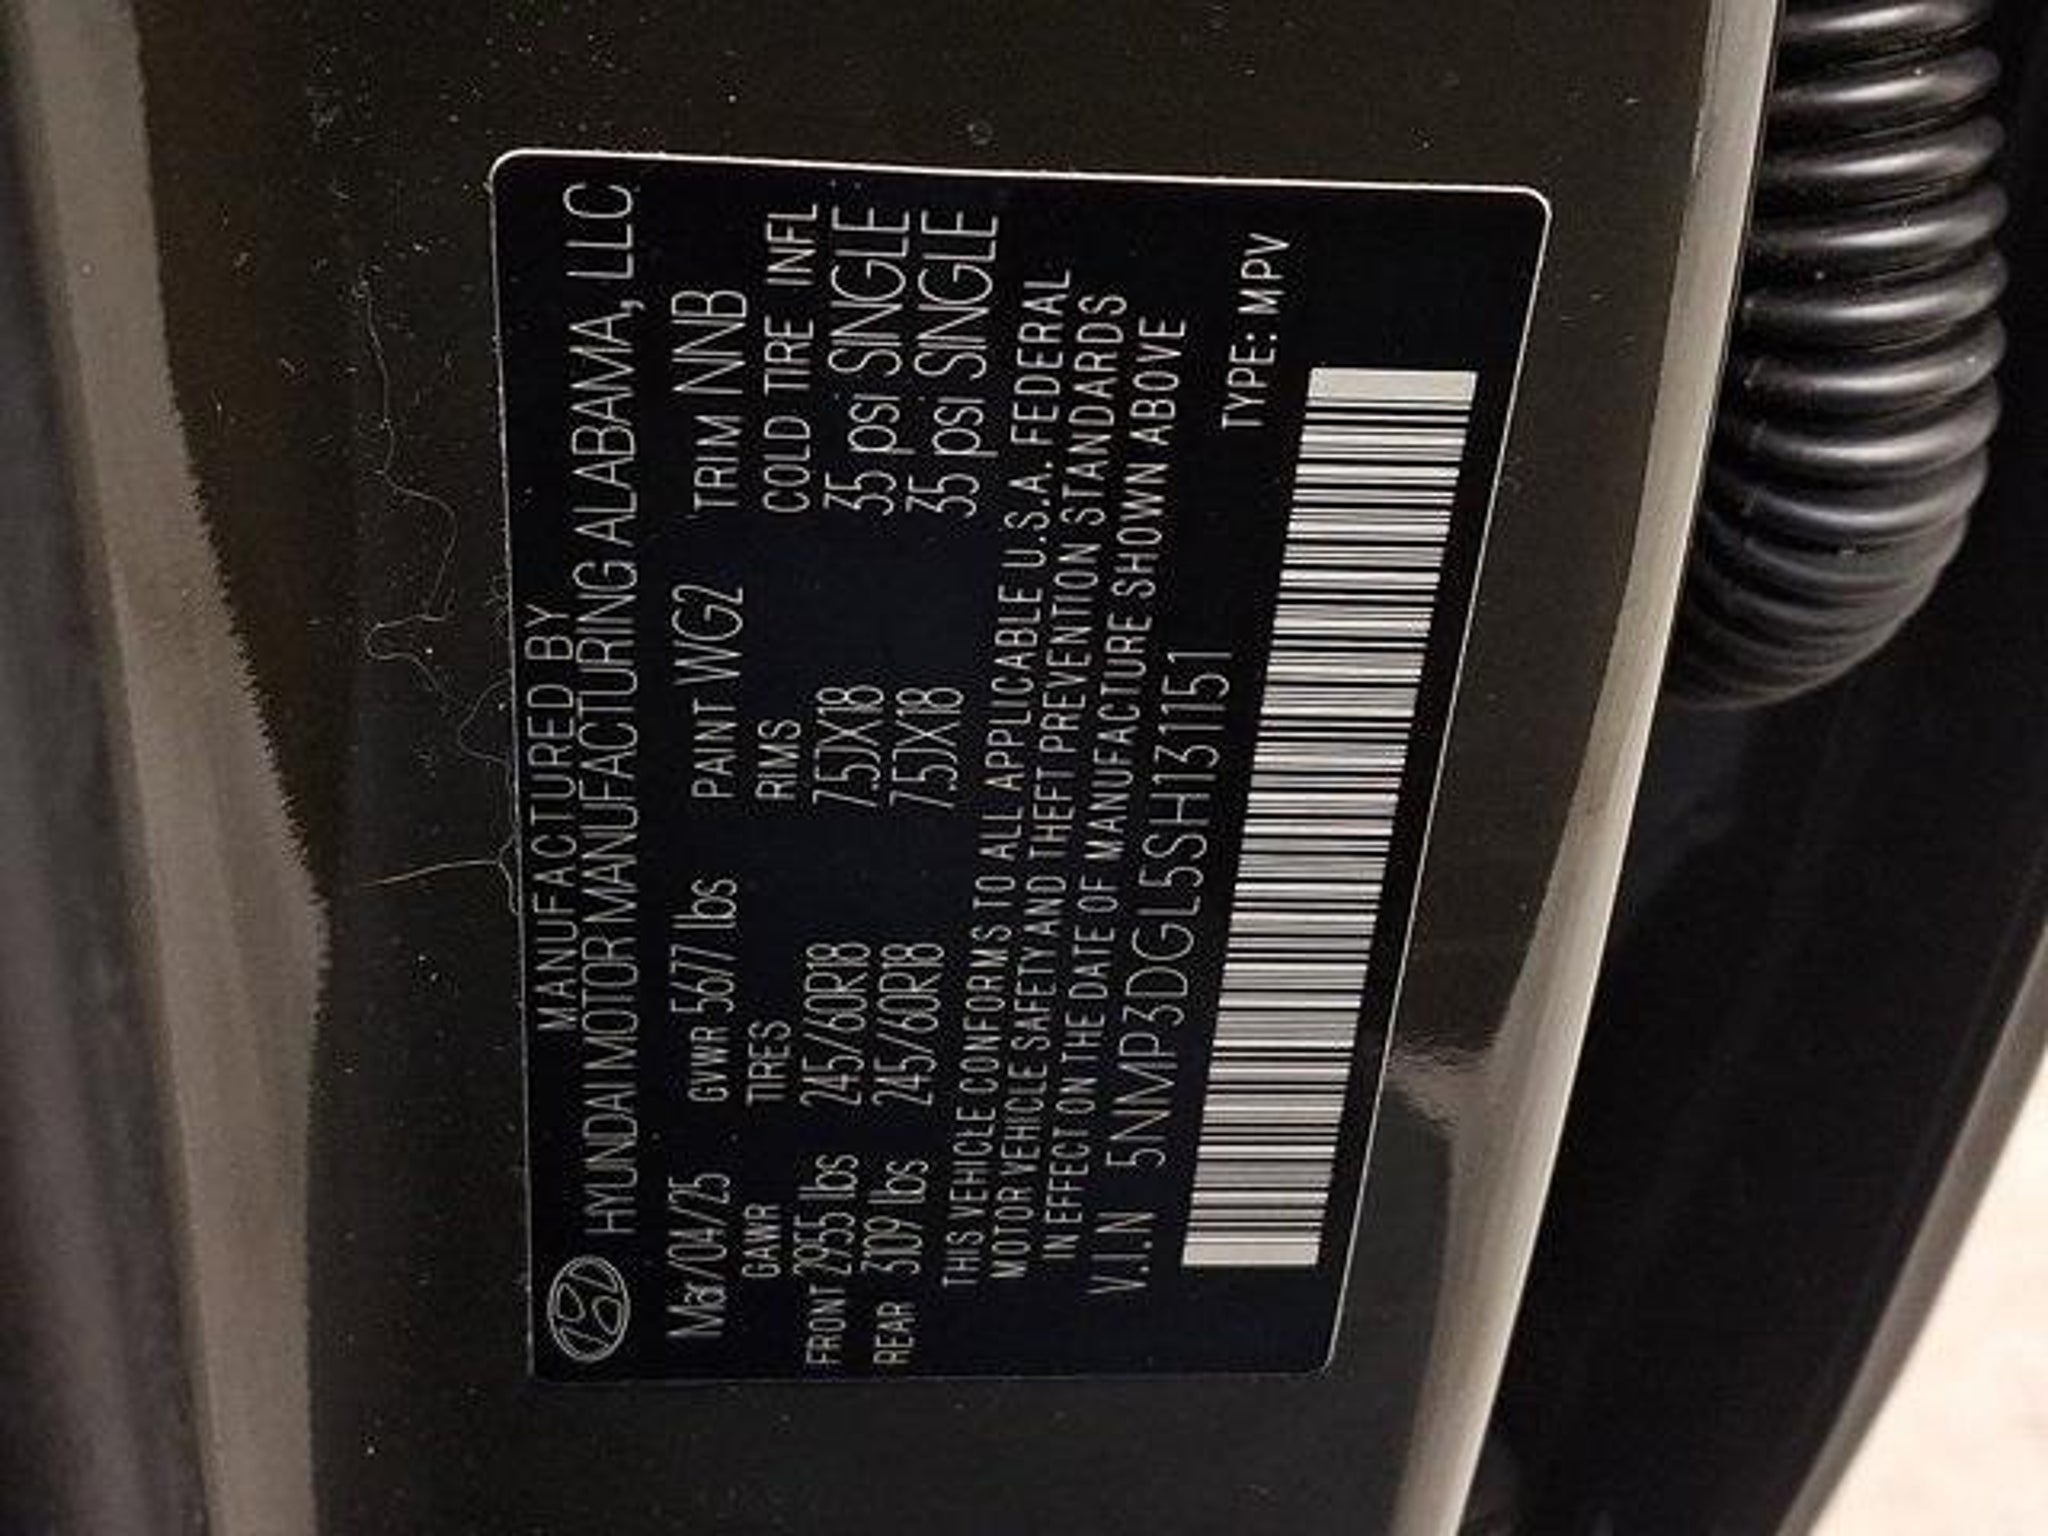 MANUFACTURED BY
HYUNDAI MOTOR MANUFACTURING ALABAMA, LLC
Mar/04/25 GVWR 5677 lbs PAINT WG2 TRIM NNB
GAWR TIRES RIMS COLD TIRE INFL
FRONT 2955 lbs 245/60R18 7.5JX18 35 psi SINGLE
REAR 3109 lbs 245/60R18 7.5JX18 35 psi SINGLE
THIS VEHICLE CONFORMS TO ALL APPLICABLE U.S.A. FEDERAL
MOTOR VEHICLE SAFETY AND THEFT PREVENTION STANDARDS
IN EFFECT ON THE DATE OF MANUFACTURE SHOWN ABOVE
V.I.N 5NMP3DGL5SH131151 TYPE: MPV